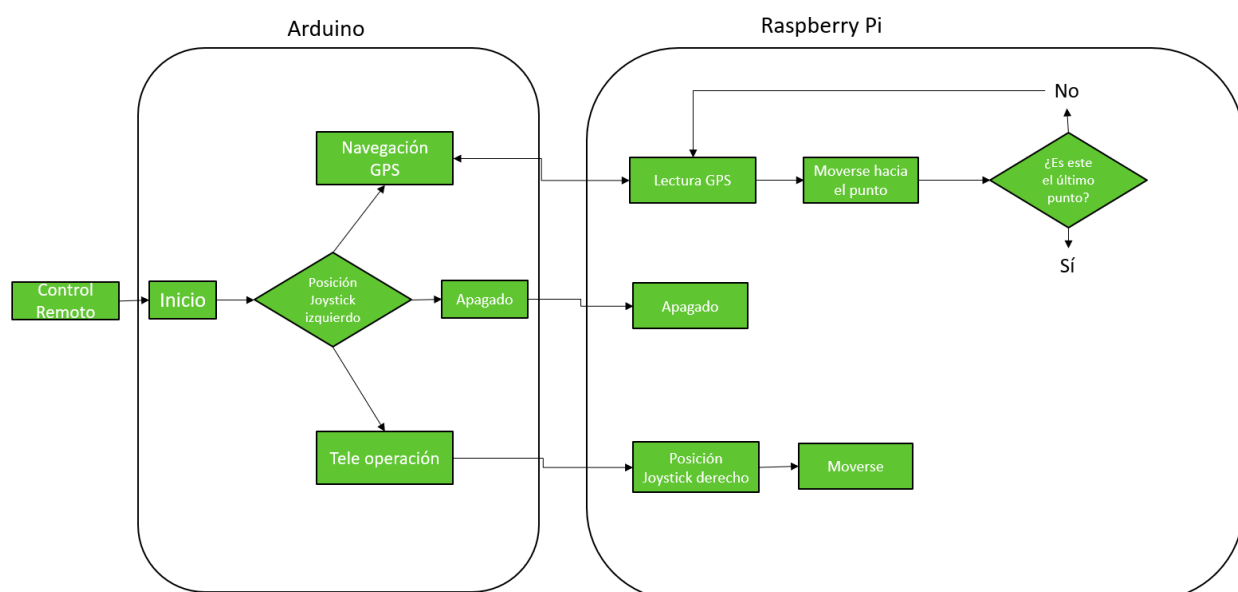 Arduino
Raspberry Pi
No
Navegación
GPS
Lectura GPS
Moverse hacia
el punto
¿Es este
el último
punto?
Sí
Control
Remoto
Inicio
Posición
Joystick
izquierdo
Apagado
Apagado
Tele operación
Posición
Joystick derecho
Moverse